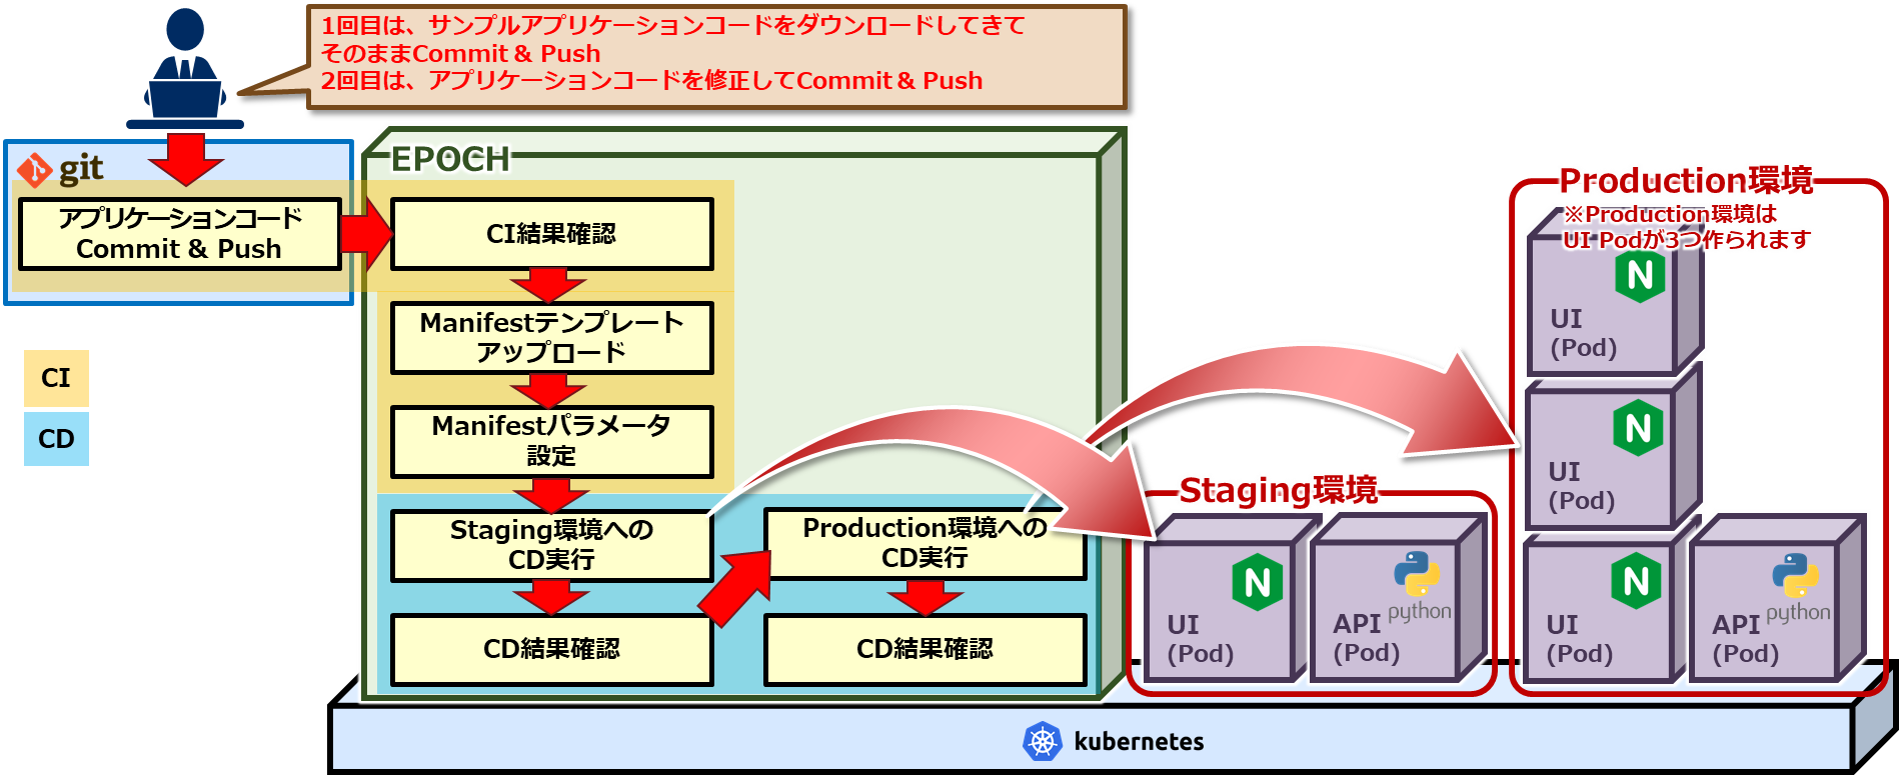 1回目は、サンプルアプリケーションコードをダウンロードしてきて
そのままCommit & Push
2回目は、アプリケーションコードを修正してCommit & Push
git
アプリケーションコード
Commit & Push
CI
CD
EPOCH
CI結果確認
Manifestテンプレート
アップロード
Manifestパラメータ
設定
Staging環境への
CD実行
CD結果確認
Production環境への
CD実行
CD結果確認
Staging環境
UI
(Pod)
python
API
(Pod)
Production環境
※Production環境は
UI Podが3つ作られます
UI
(Pod)
UI
(Pod)
UI
(Pod)
python
API
(Pod)
kubernetes